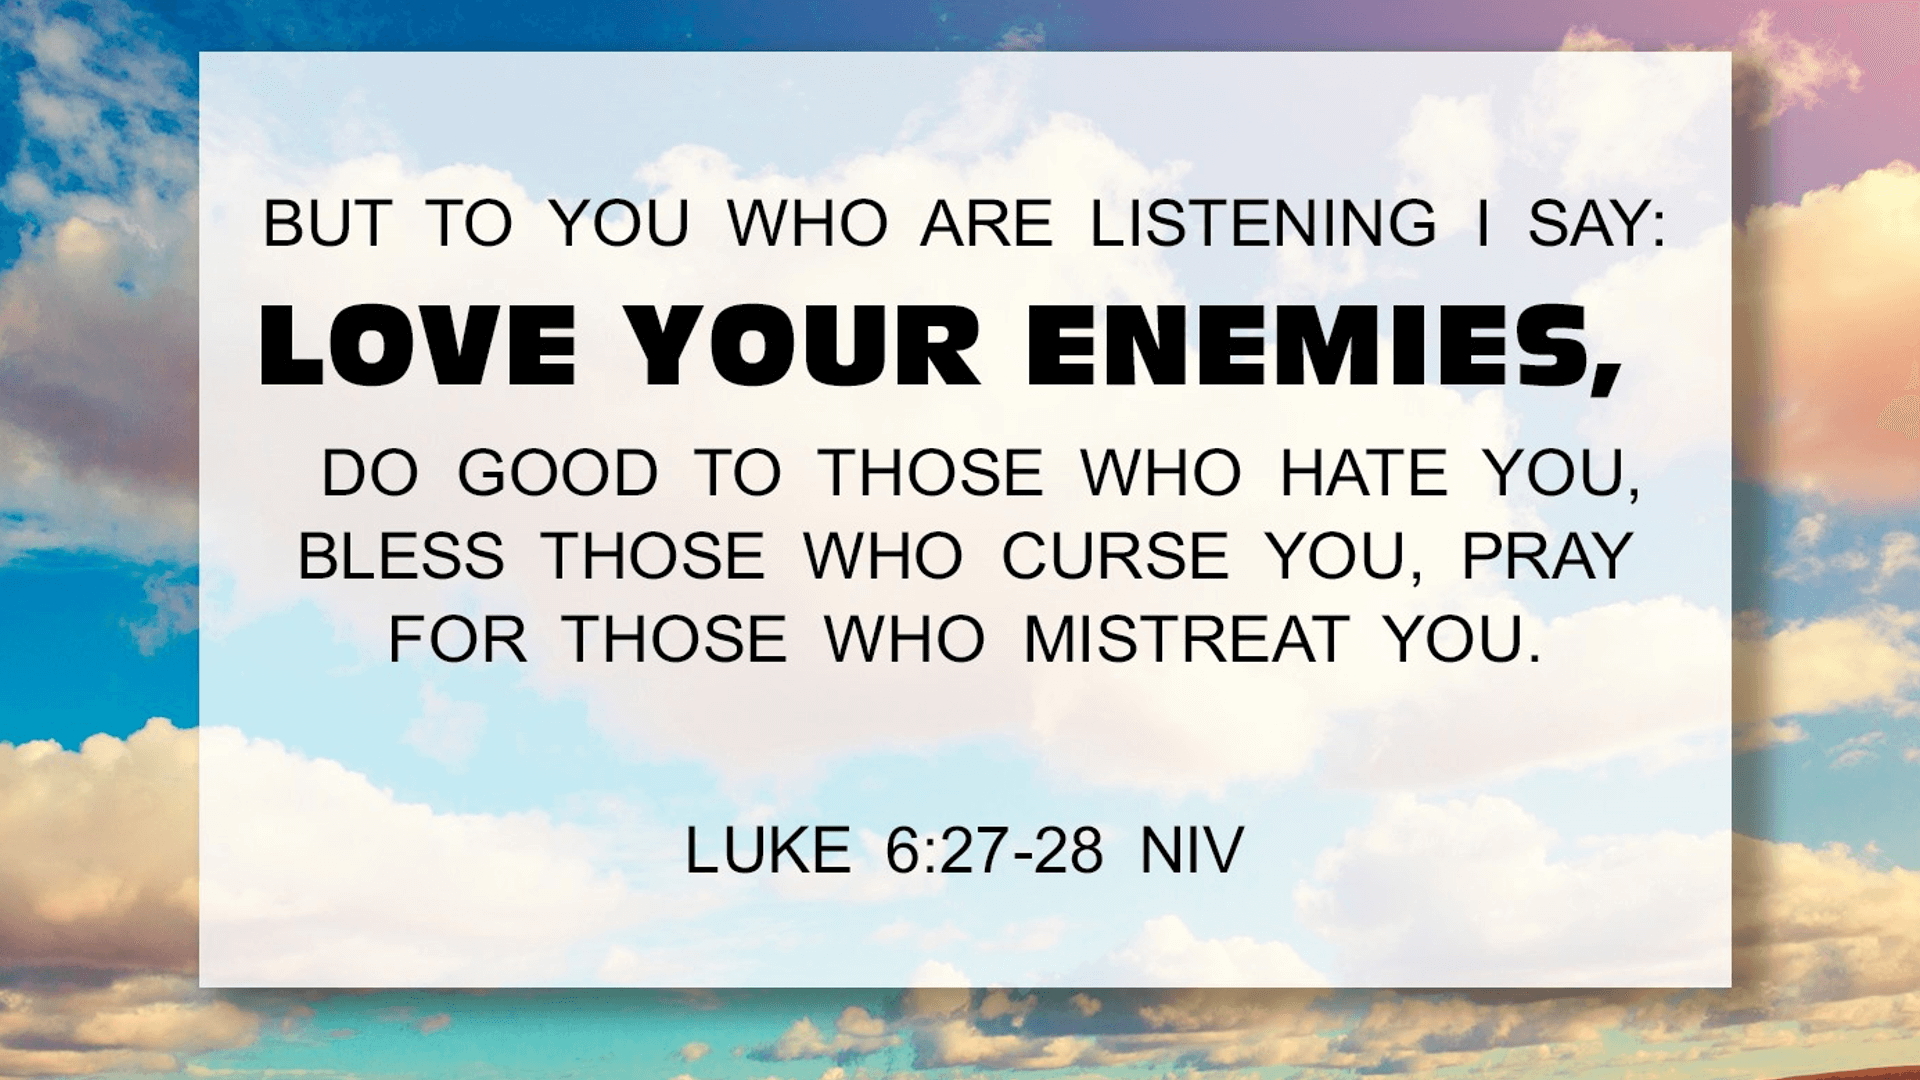 BUT TO YOU WHO ARE LISTENING I SAY:
LOVE YOUR ENEMIES,
DO GOOD TO THOSE WHO HATE YOU,
BLESS THOSE WHO CURSE YOU, PRAY
FOR THOSE WHO MISTREAT YOU.
LUKE 6:27-28 NIV